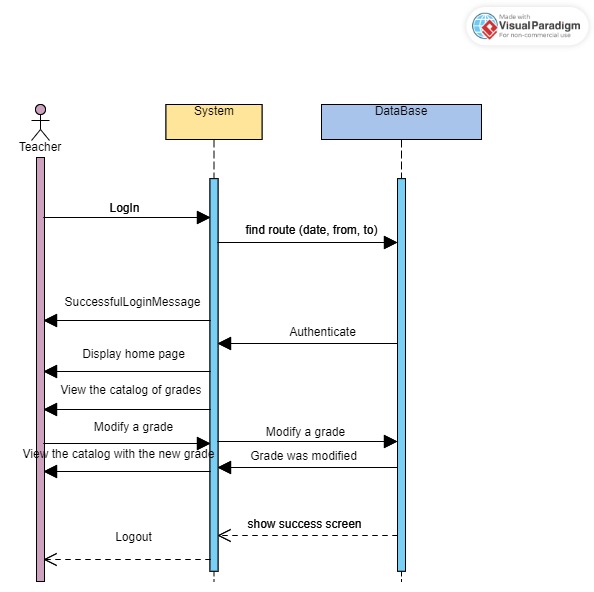 Made with
VisualParadigm
For non-commercial use
System
DataBase
Teacher
LogIn
find route (date, from, to)
SuccessfulLoginMessage
Authenticate
Display home page
View the catalog of grades
Modify a grade
Modify a grade
View the catalog with the new grade
Grade was modified
show success screen
Logout